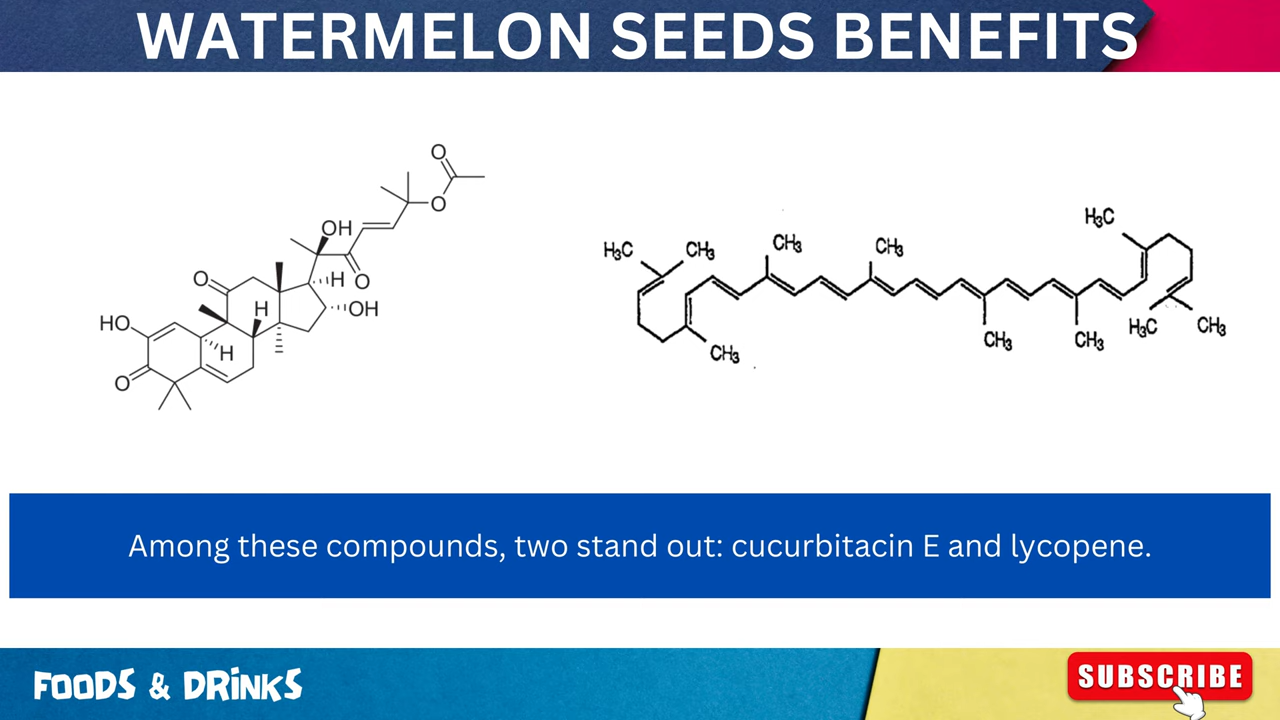 WATERMELON SEEDS BENEFITS
O
O
OH
O
H
OH
O
H
HO
H
O
H₃C
CH₃
CH₃
CH₃
H₃C
CH₃
CH₃
CH₃
H₃C
CH₃
Among these compounds, two stand out: cucurbitacin E and lycopene.
FOODS & DRINKS
SUBSCRIBE